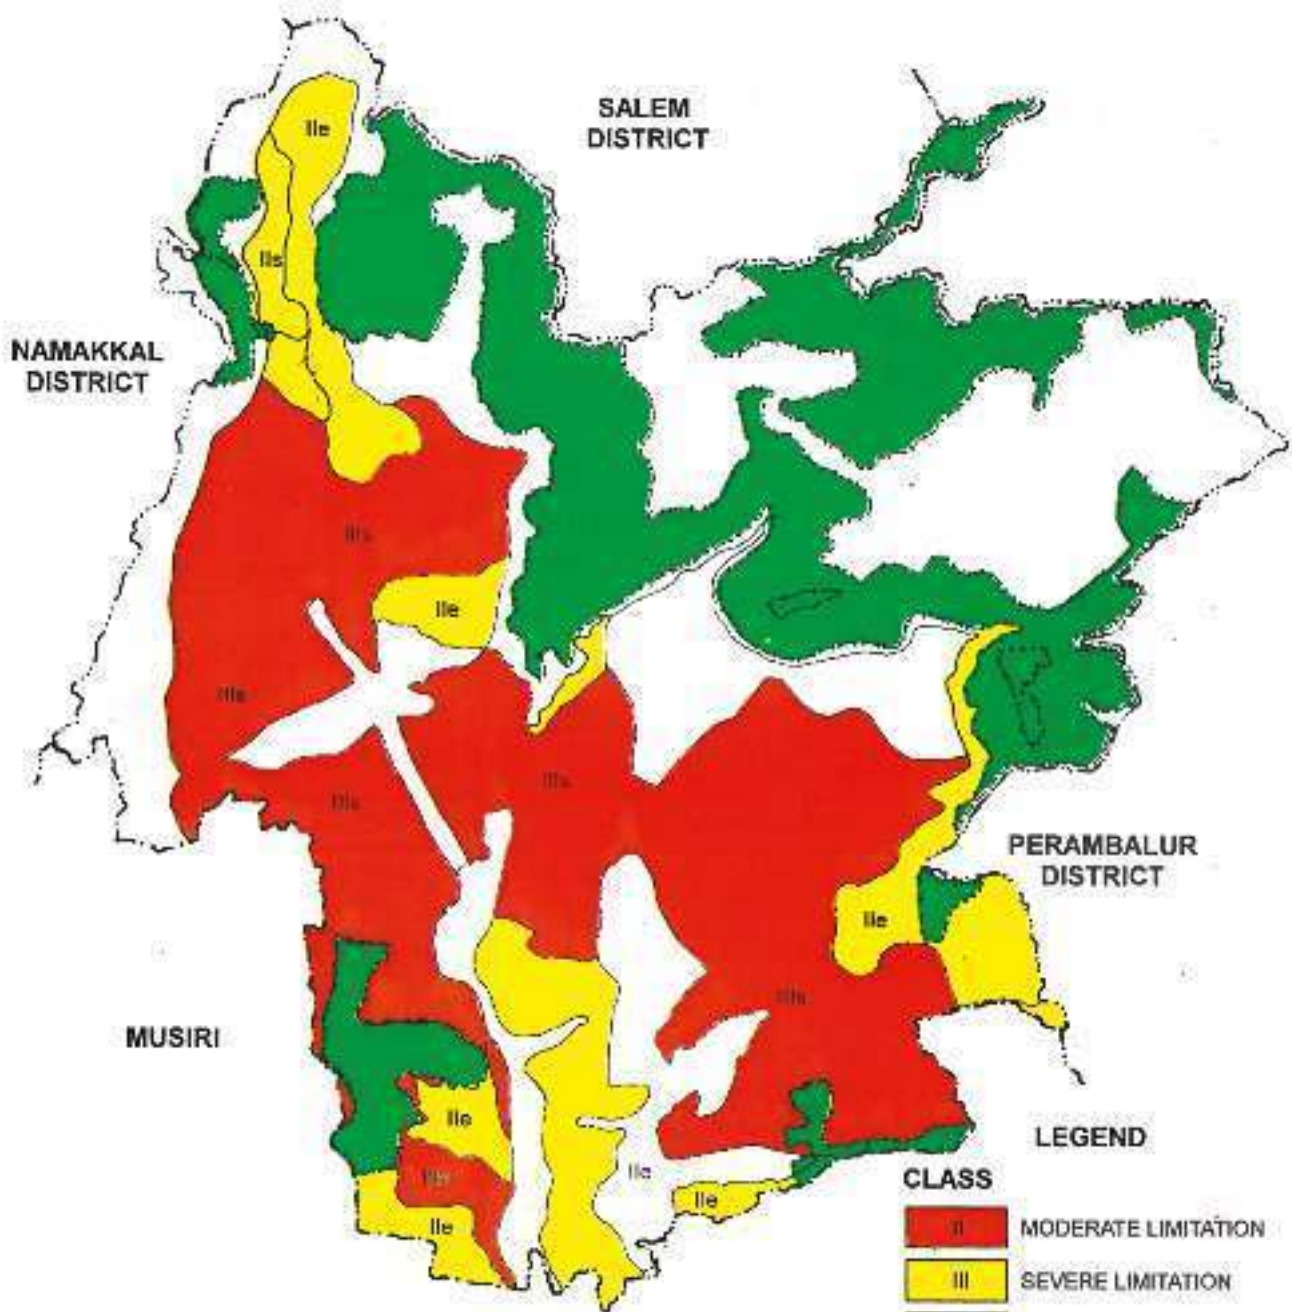 SALEM
DISTRICT
IIe
IIs
NAMAKKAL
DISTRICT
IIIs
IIe
IIIs
IIIs
PERAMBALUR
DISTRICT
IIe
IIIs
MUSIRI
IIe
LEGEND
IIe
IIe
IIe
CLASS
II MODERATE LIMITATION
III SEVERE LIMITATION